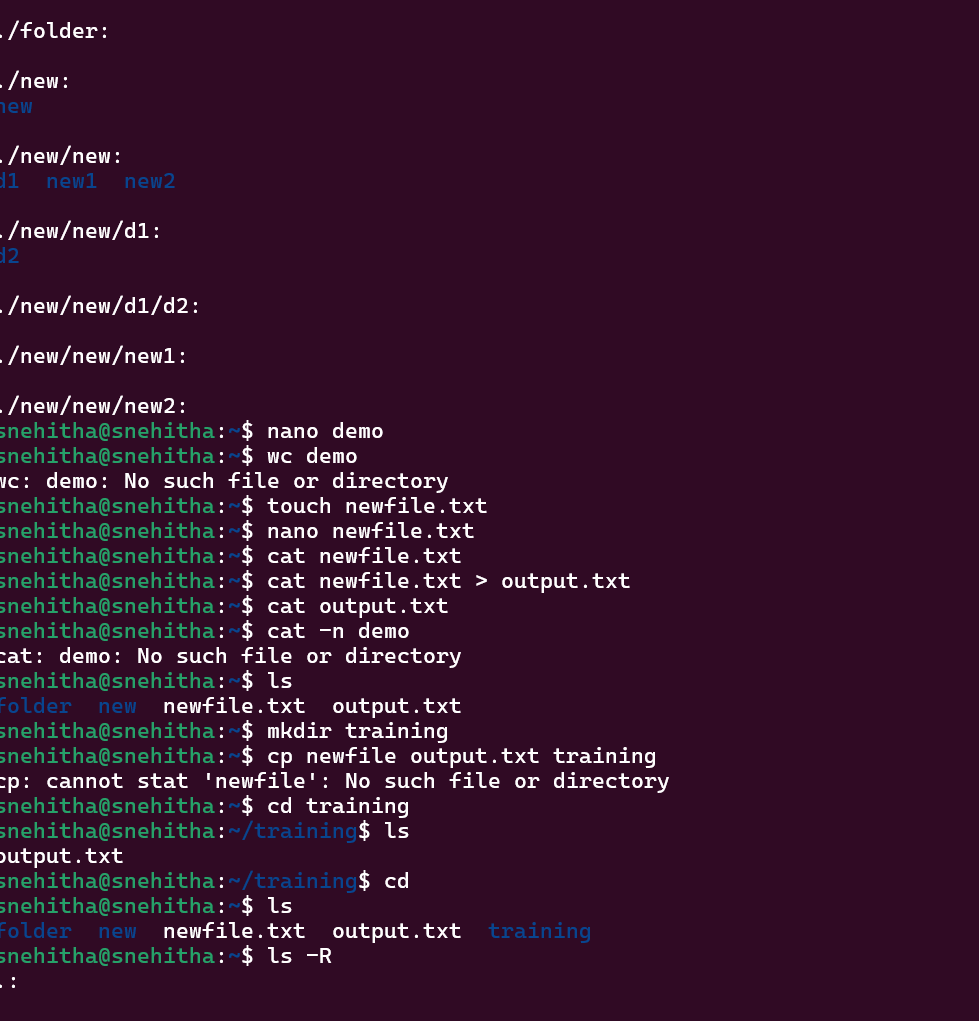 ./folder:
./new:
new
./new/new:
d1  new1  new2
./new/new/d1:
d2
./new/new/d1/d2:
./new/new/new1:
./new/new/new2:
snehitha@snehitha:~$ nano demo
snehitha@snehitha:~$ wc demo
wc: demo: No such file or directory
snehitha@snehitha:~$ touch newfile.txt
snehitha@snehitha:~$ nano newfile.txt
snehitha@snehitha:~$ cat newfile.txt
snehitha@snehitha:~$ cat newfile.txt > output.txt
snehitha@snehitha:~$ cat output.txt
snehitha@snehitha:~$ cat -n demo
cat: demo: No such file or directory
snehitha@snehitha:~$ ls
folder  new  newfile.txt  output.txt
snehitha@snehitha:~$ mkdir training
snehitha@snehitha:~$ cp newfile output.txt training
cp: cannot stat 'newfile': No such file or directory
snehitha@snehitha:~$ cd training
snehitha@snehitha:~/training$ ls
output.txt
snehitha@snehitha:~/training$ cd
snehitha@snehitha:~$ ls
folder  new  newfile.txt  output.txt  training
snehitha@snehitha:~$ ls -R
.: